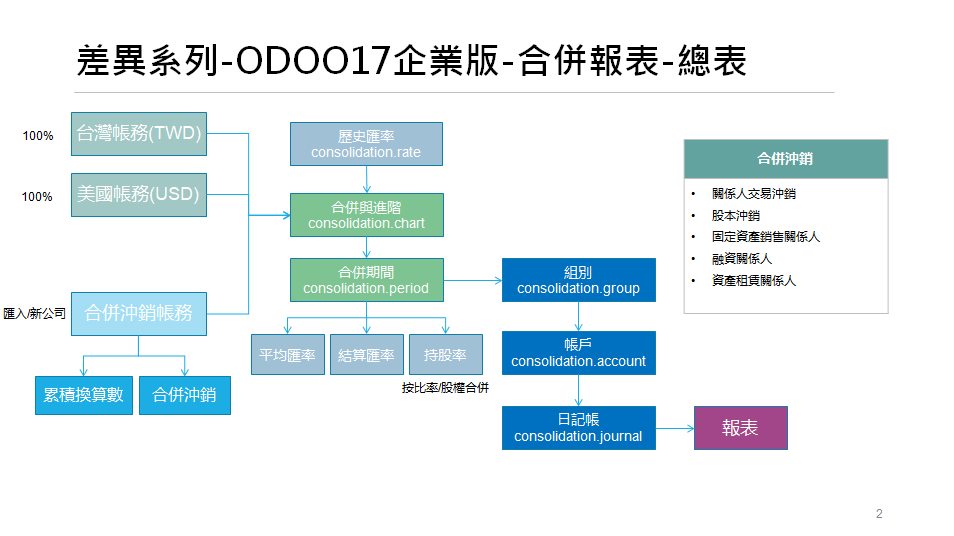 差異系列-ODOO17企業版-合併報表-總表
100%
台灣帳務(TWD)
100%
美國帳務(USD)
匯入/新公司
合併沖銷帳務
累積換算數
合併沖銷
歷史匯率
consolidation.rate
合併與進階
consolidation.chart
合併期間
consolidation.period
平均匯率
結算匯率
持股率
按比率/股權合併
組別
consolidation.group
帳戶
consolidation.account
日記帳
consolidation.journal
報表
合併沖銷
• 關係人交易沖銷
• 股本沖銷
• 固定資產銷售關係人
• 融資關係人
• 資產租賃關係人
2